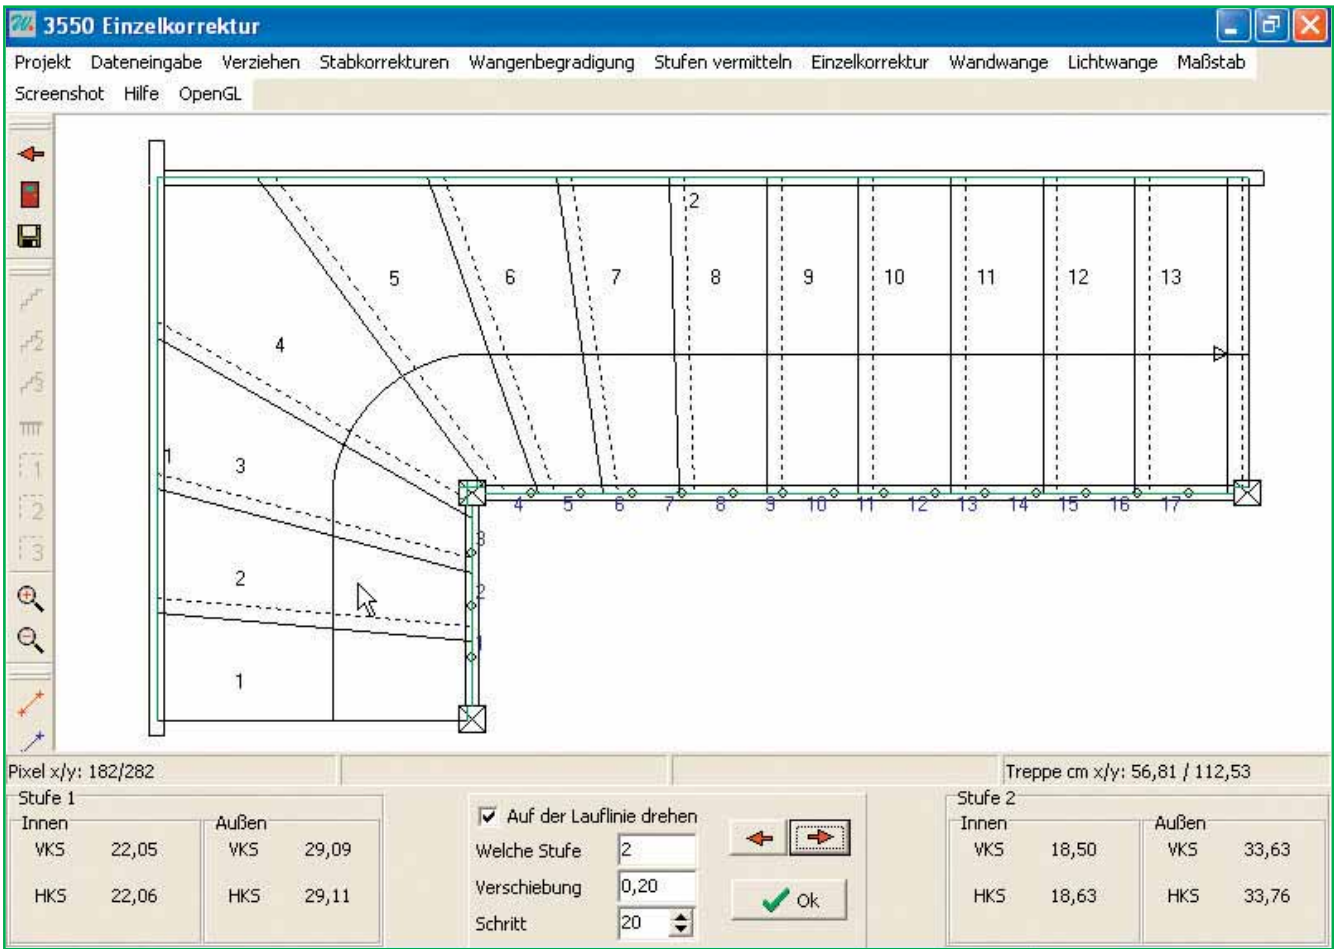 3550 Einzelkorrektur
Projekt Dateneingabe Verziehen Stabkorrekturen Wangenbegradigung Stufen vermitteln Einzelkorrektur Wandwange Lichtwange Maßstab
Screenshot Hilfe OpenGL
2
5 6 7 8 9 10 11 12 13
4
1 3
4 5 6 7 8 9 10 11 12 13 14 15 16 17
3
2
2
1
1
Pixel x/y: 182/282 Treppe cm x/y: 56,81 / 112,53
Stufe 1 Stufe 2
Auf der Lauflinie drehen
Innen Außen Innen Außen
VKS 22,05 VKS 29,09 Welche Stufe 2 VKS 18,50 VKS 33,63
Verschiebung 0,20
HKS 22,06 HKS 29,11 Ok HKS 18,63 HKS 33,76
Schritt 20